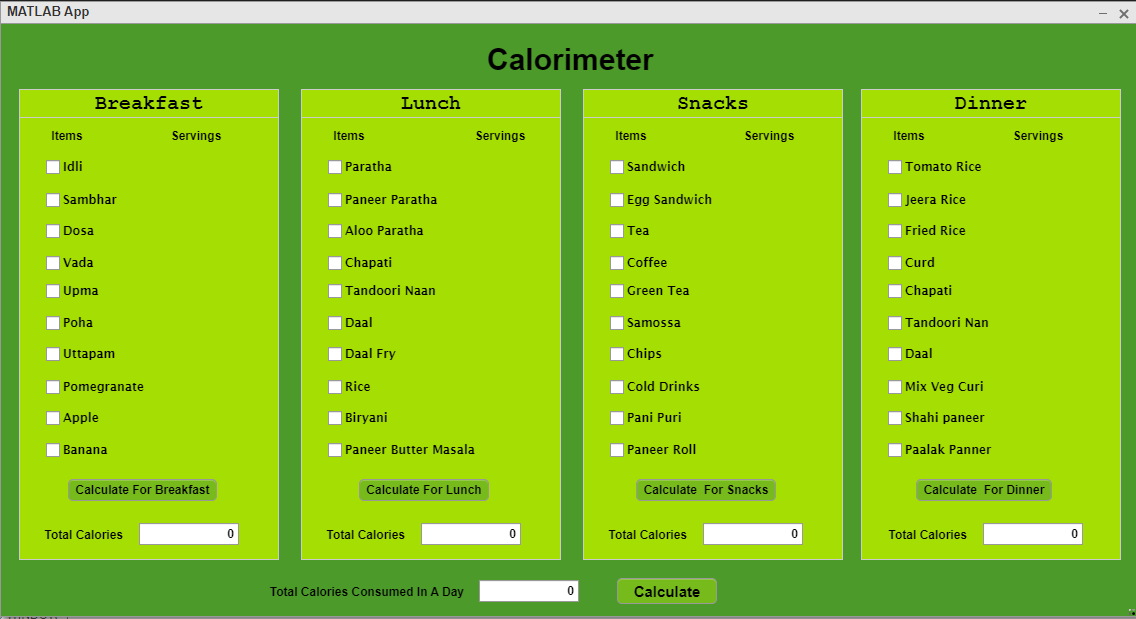 MATLAB App
Calorimeter
Breakfast
Items Servings
Idli
Sambhar
Dosa
Vada
Upma
Poha
Uttapam
Pomegranate
Apple
Banana
Calculate For Breakfast
Total Calories 0
Lunch
Items Servings
Paratha
Paneer Paratha
Aloo Paratha
Chapati
Tandoori Naan
Daal
Daal Fry
Rice
Biryani
Paneer Butter Masala
Calculate For Lunch
Total Calories 0
Snacks
Items Servings
Sandwich
Egg Sandwich
Tea
Coffee
Green Tea
Samossa
Chips
Cold Drinks
Pani Puri
Paneer Roll
Calculate  For Snacks
Total Calories 0
Dinner
Items Servings
Tomato Rice
Jeera Rice
Fried Rice
Curd
Chapati
Tandoori Nan
Daal
Mix Veg Curi
Shahi paneer
Paalak Panner
Calculate  For Dinner
Total Calories 0
Total Calories Consumed In A Day 0 Calculate